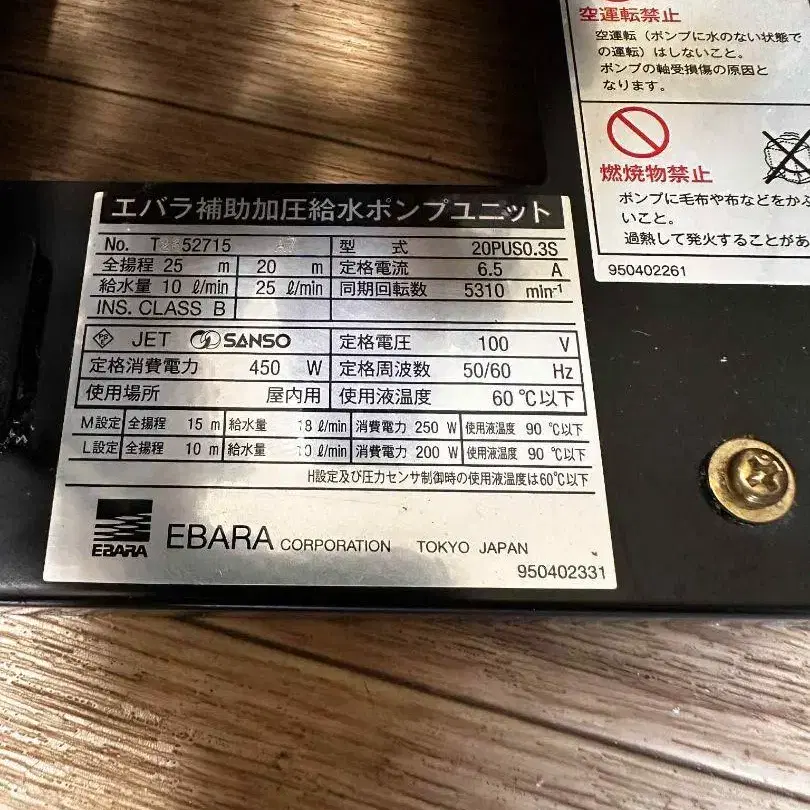 エバラ補助加圧給水ポンプユニット
No. T 52715 型式 20PUS0.3S
全揚程 25 m 20 m 定格電流 6.5 A
給水量 10 ℓ/min 25 ℓ/min 同期回転数 5310 min-1
INS. CLASS B
PS JET SANSO 定格電圧 100 V
定格消費電力 450 W 定格周波数 50/60 Hz
使用場所 屋内用 使用液温度 60℃以下
M設定 全揚程 15 m 給水量 18 ℓ/min 消費電力 250 W 使用液温度 90℃以下
L設定 全揚程 10 m 給水量 10 ℓ/min 消費電力 200 W 使用液温度 90℃以下
H設定及び圧力センサ制御時の使用液温度は60℃以下
EBARA
EBARA CORPORATION TOKYO JAPAN
950402331
空運転禁止
空運転（ポンプに水のない状態で
の運転）はしないこと。
ポンプの軸受損傷の原因と
なります。
燃焼物禁止
ポンプに毛布や布などをかぶ
いこと。
過熱して発火することがあ
950402261